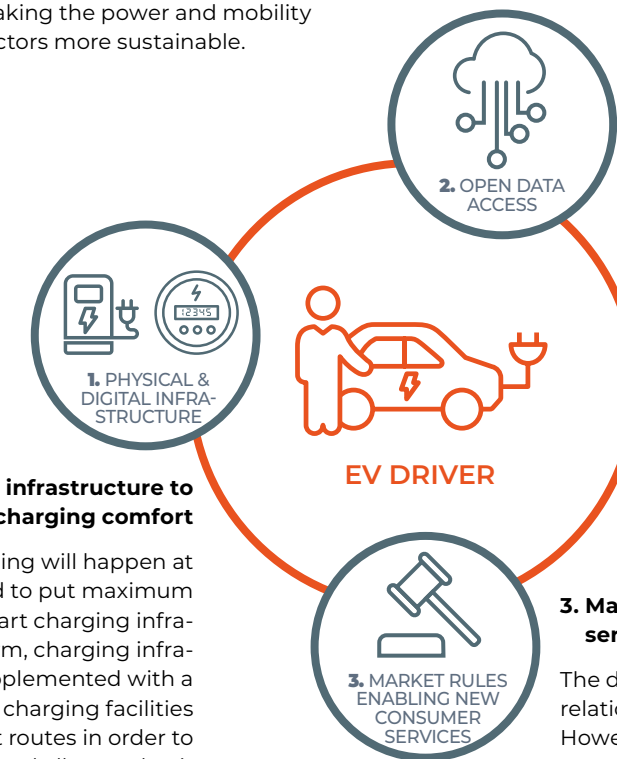 aking the power and mobility
ctors more sustainable.
2. OPEN DATA
ACCESS
12345
1. PHYSICAL &
DIGITAL INFRA-
STRUCTURE
EV DRIVER
infrastructure to
charging comfort
ing will happen at
d to put maximum
art charging infra-
m, charging infra-
pplemented with a
charging facilities
t routes in order to
3. MARKET RULES
ENABLING NEW
CONSUMER
SERVICES
3. Ma
ser
The d
relatio
Howe